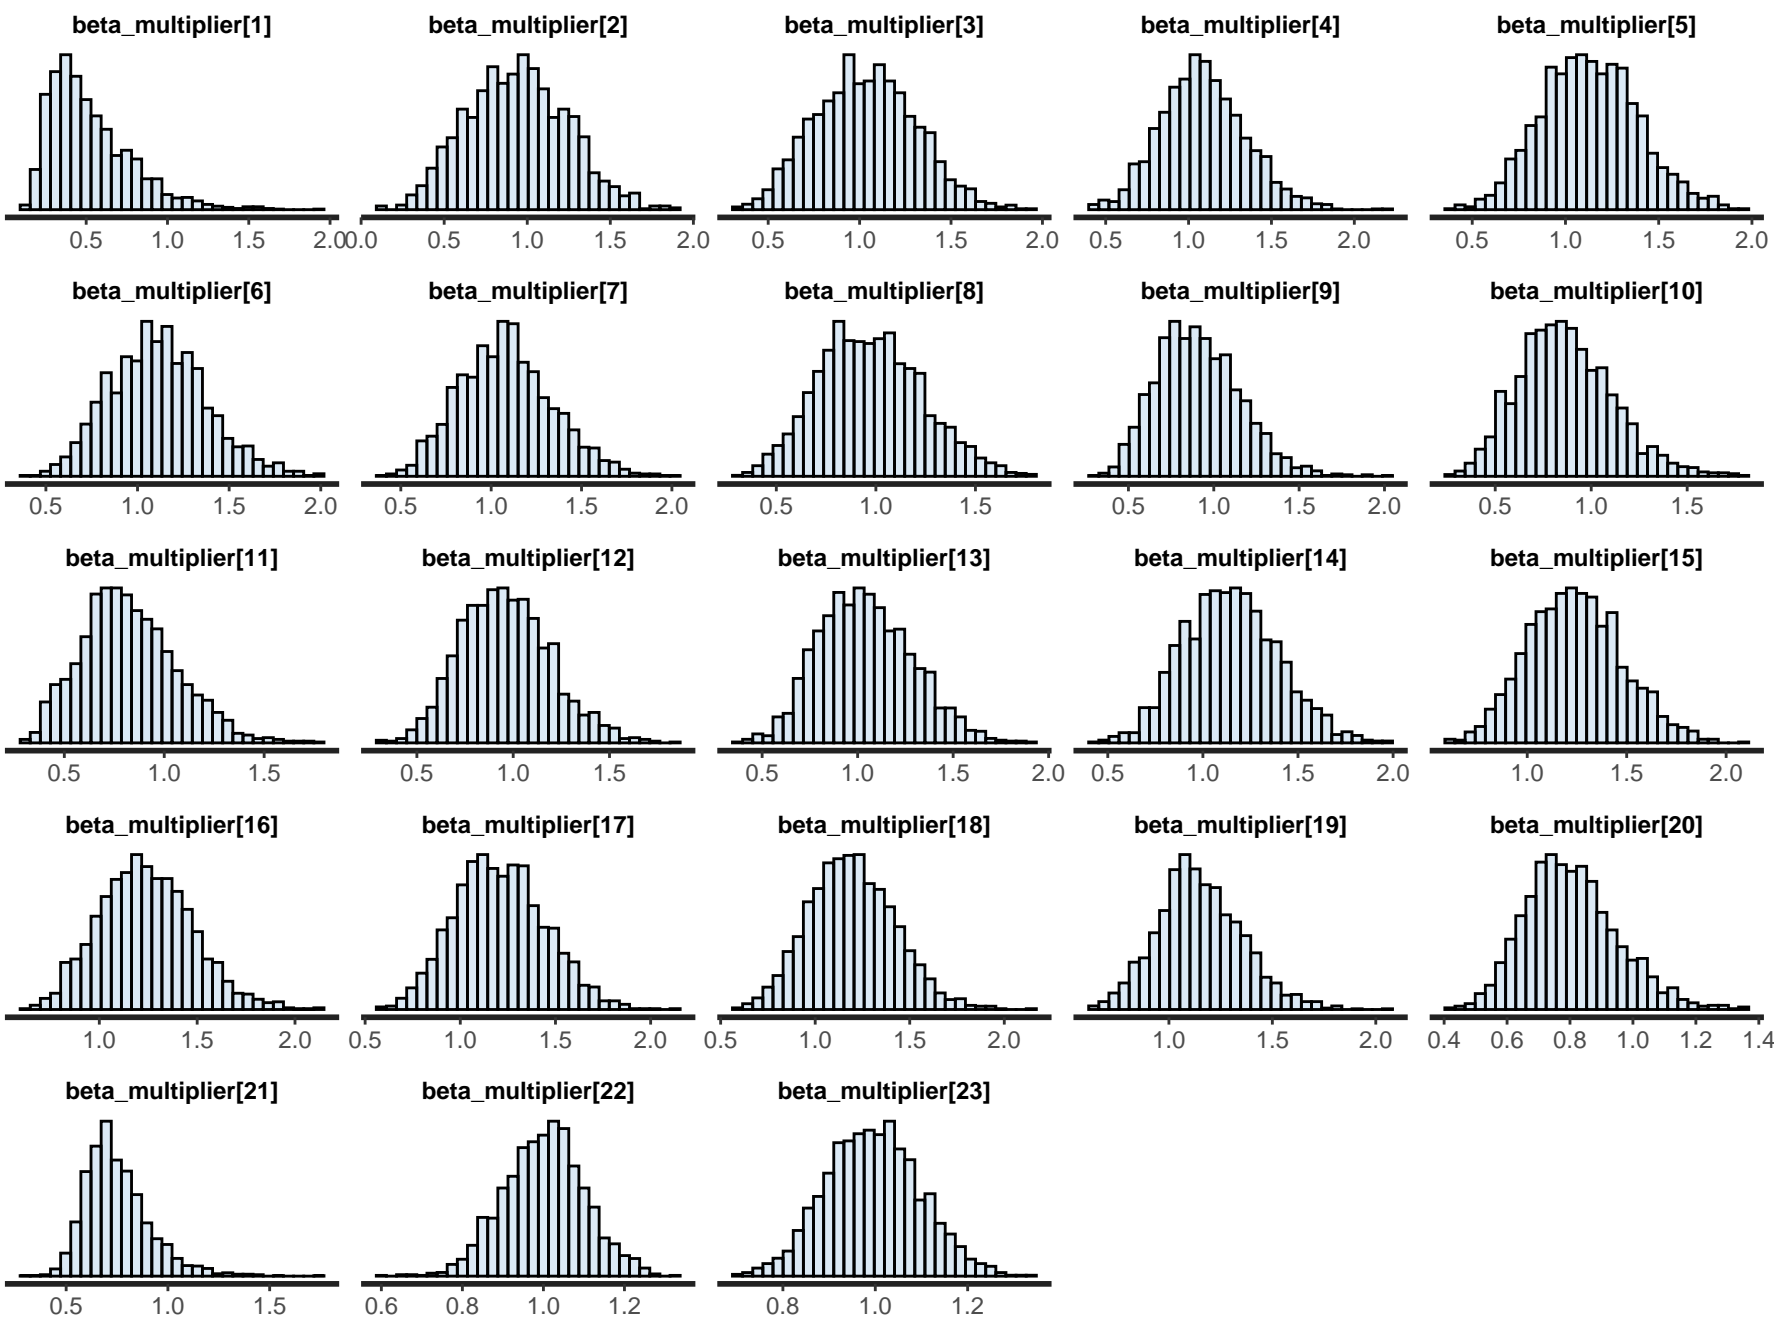 beta_multiplier[1] beta_multiplier[2] beta_multiplier[3] beta_multiplier[4] beta_multiplier[5]
0.5 1.0 1.5 2.0 0.0 0.5 1.0 1.5 2.0 0.5 1.0 1.5 2.0 0.5 1.0 1.5 2.0 0.5 1.0 1.5 2.0
beta_multiplier[6] beta_multiplier[7] beta_multiplier[8] beta_multiplier[9] beta_multiplier[10]
0.5 1.0 1.5 2.0 0.5 1.0 1.5 2.0 0.5 1.0 1.5 0.5 1.0 1.5 2.0 0.5 1.0 1.5
beta_multiplier[11] beta_multiplier[12] beta_multiplier[13] beta_multiplier[14] beta_multiplier[15]
0.5 1.0 1.5 0.5 1.0 1.5 0.5 1.0 1.5 2.0 0.5 1.0 1.5 2.0 1.0 1.5 2.0
beta_multiplier[16] beta_multiplier[17] beta_multiplier[18] beta_multiplier[19] beta_multiplier[20]
1.0 1.5 2.0 0.5 1.0 1.5 2.0 0.5 1.0 1.5 2.0 1.0 1.5 2.0 0.4 0.6 0.8 1.0 1.2 1.4
beta_multiplier[21] beta_multiplier[22] beta_multiplier[23]
0.5 1.0 1.5 0.6 0.8 1.0 1.2 0.8 1.0 1.2